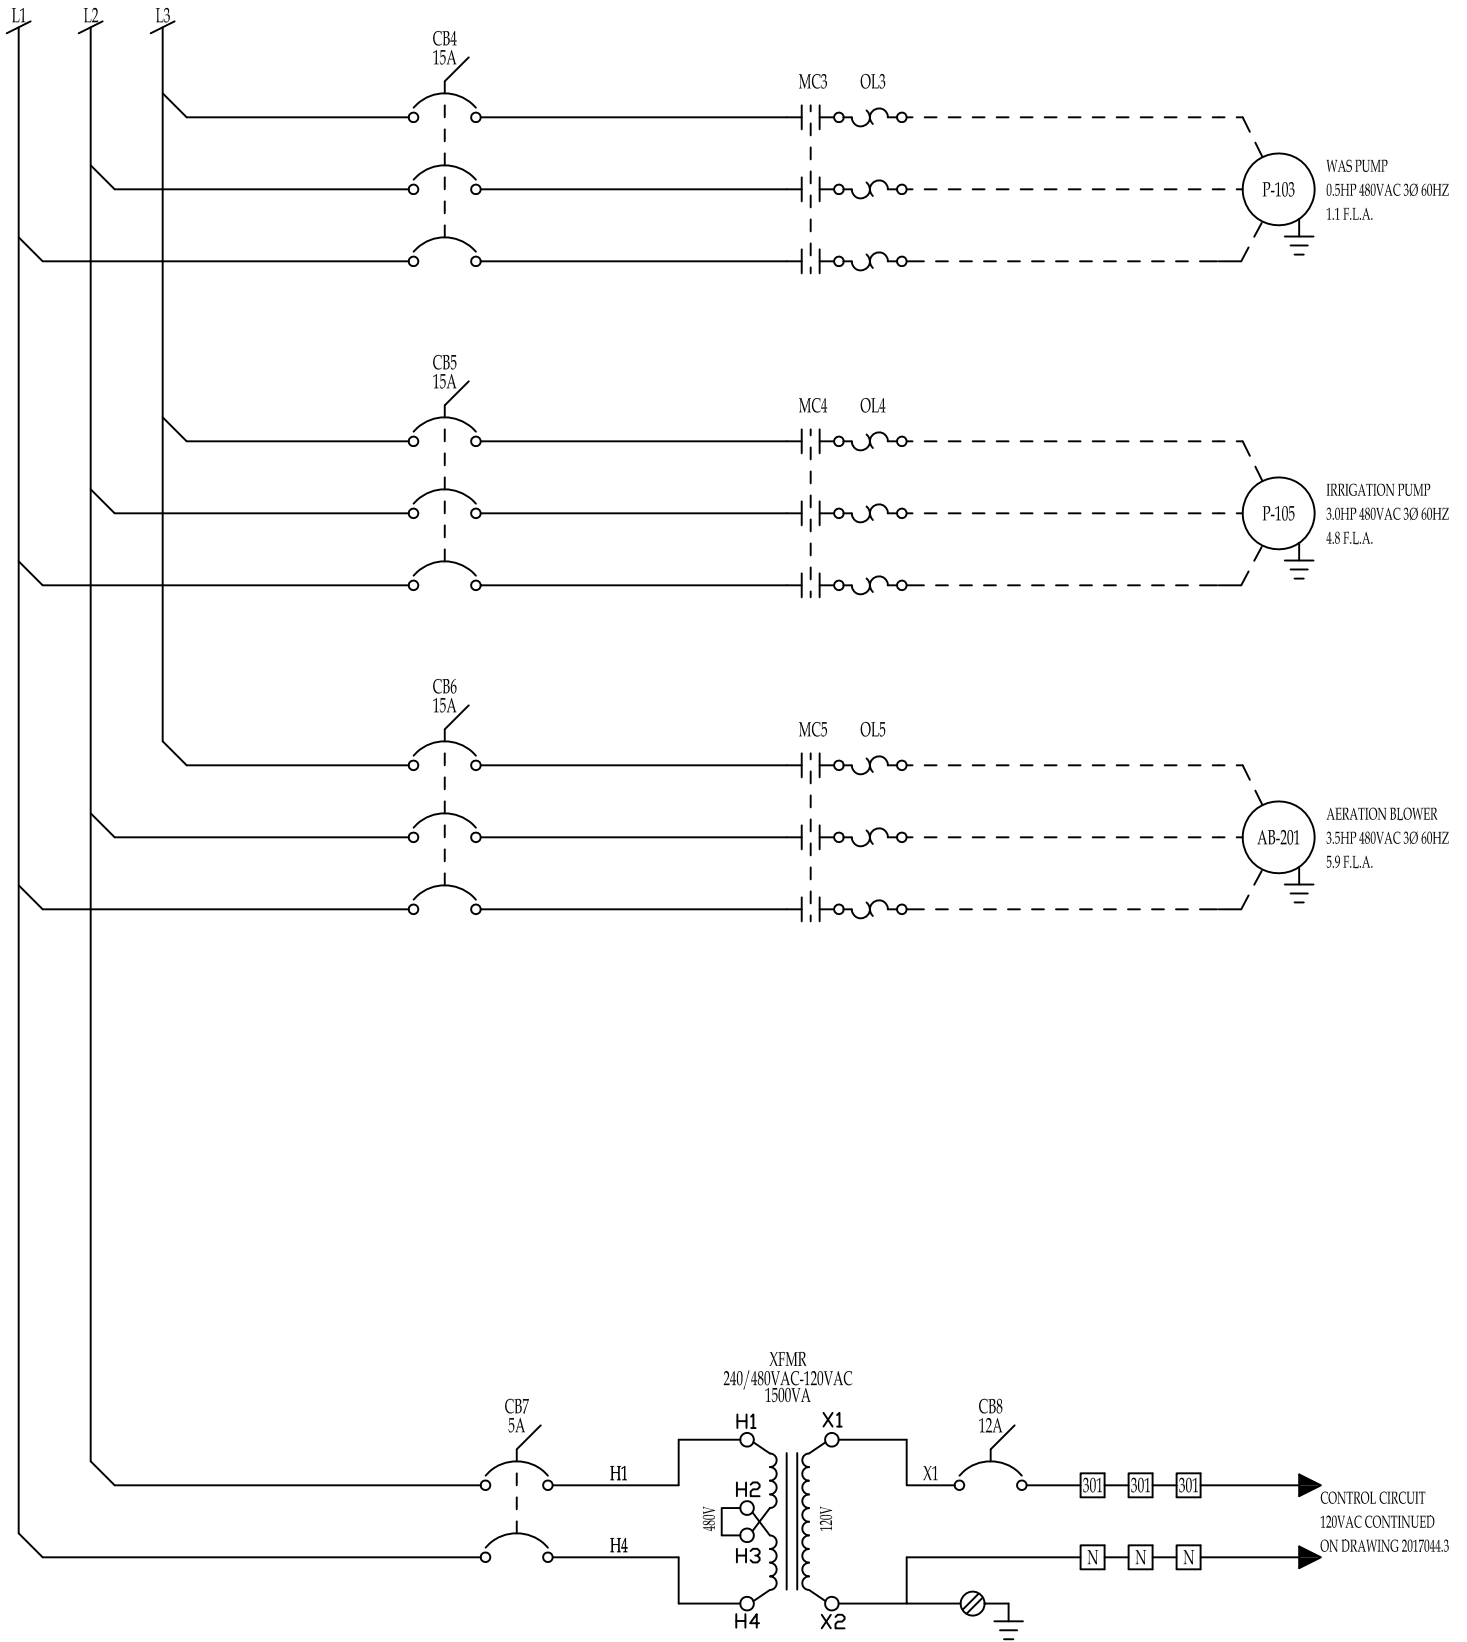 L1 L2 L3
CB4
15A
MC3 OL3
P-103
WAS PUMP
0.5HP 480VAC 3Ø 60HZ
1.1 F.L.A.
CB5
15A
MC4 OL4
P-105
IRRIGATION PUMP
3.0HP 480VAC 3Ø 60HZ
4.8 F.L.A.
CB6
15A
MC5 OL5
AB-201
AERATION BLOWER
3.5HP 480VAC 3Ø 60HZ
5.9 F.L.A.
XFMR
240/480VAC-120VAC
1500VA
CB7
5A
H1
H4
H1
H2
H3
H4
480V
120V
X1
X2
X1
CB8
12A
301 301 301
N N N
CONTROL CIRCUIT
120VAC CONTINUED
ON DRAWING 2017044.3